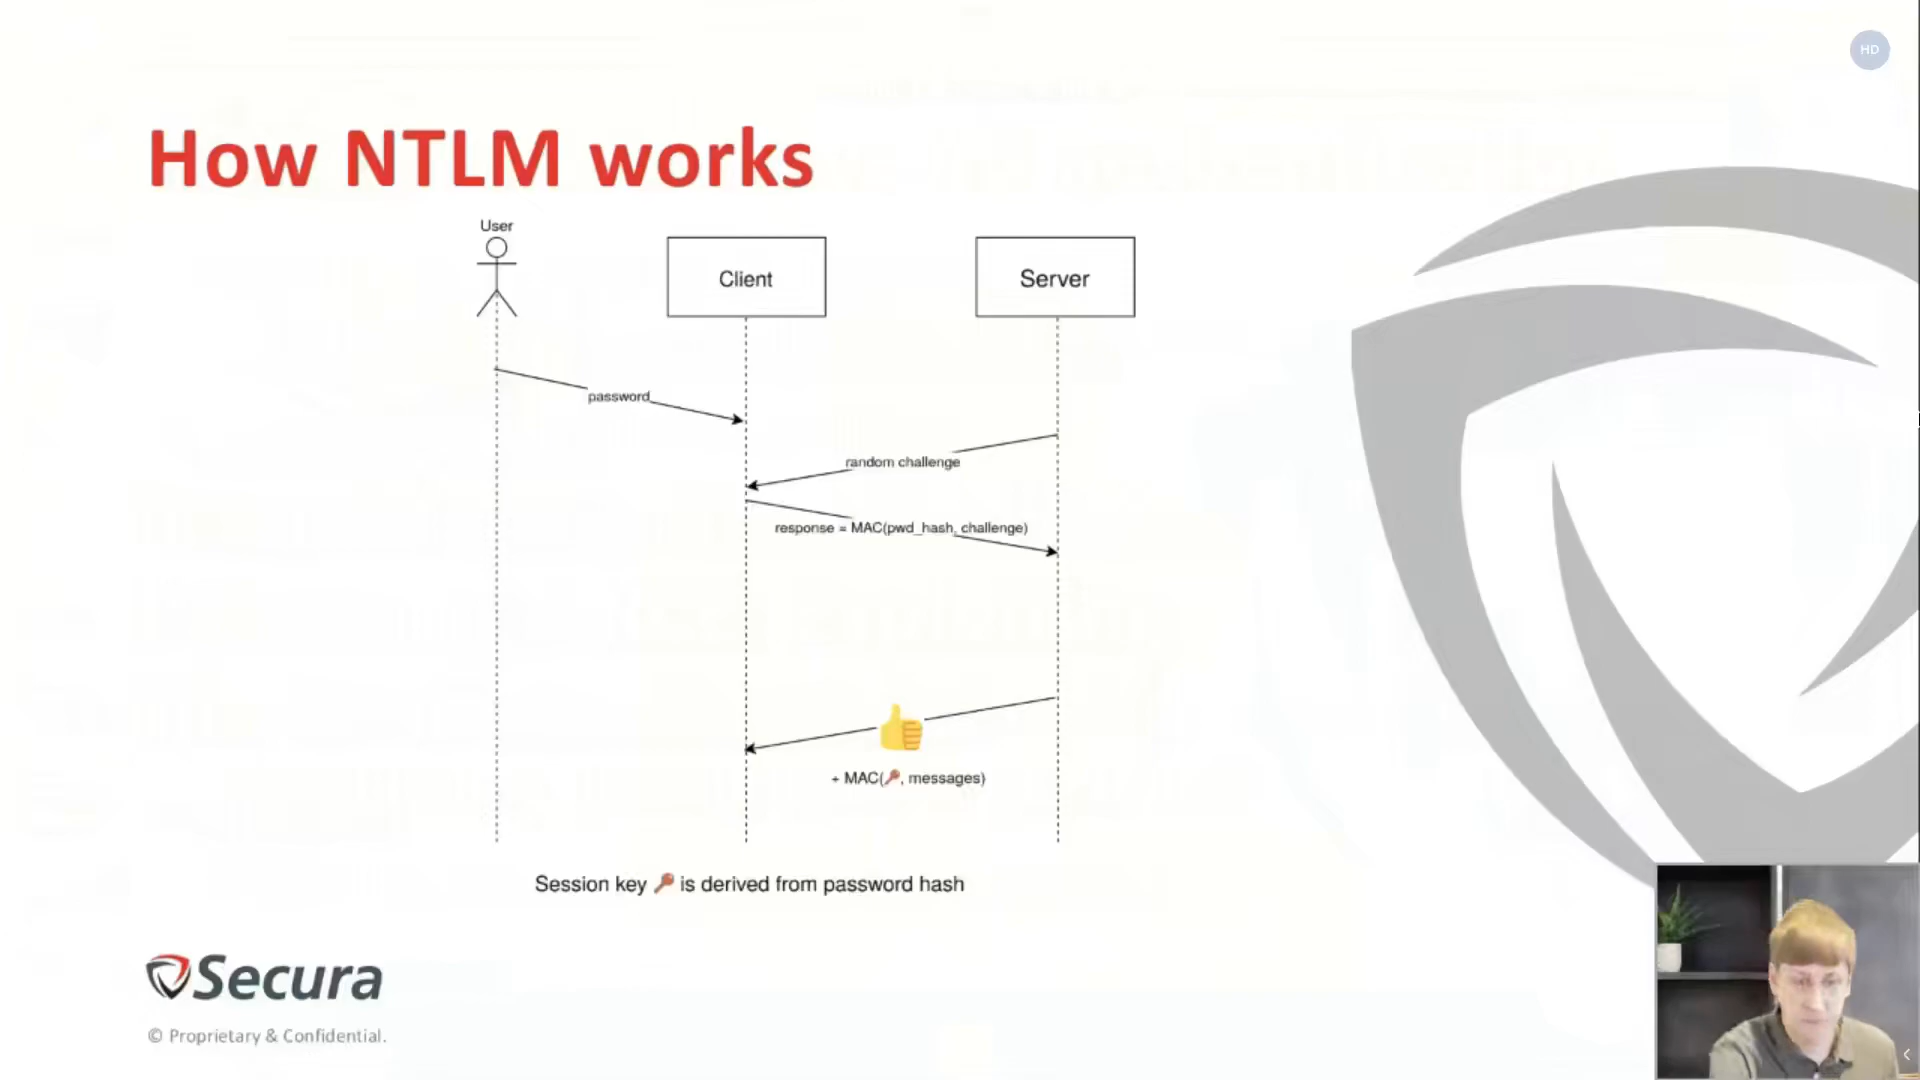 HD
How NTLM works
User
Client
Server
password
random challenge
response = MAC(pwd_hash, challenge)
+ MAC(🔑, messages)
Session key 🔑 is derived from password hash
Secura
© Proprietary & Confidential.